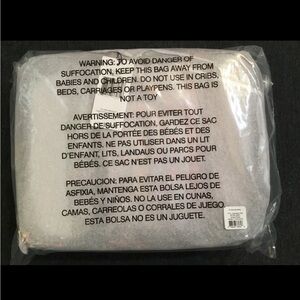 WARNING: TO AVOID DANGER OF
SUFFOCATION, KEEP THIS BAG AWAY FROM
BABIES AND CHILDREN. DO NOT USE IN CRIBS,
BEDS, CARRIAGES OR PLAYPENS. THIS BAG IS
NOT A TOY
AVERTISSEMENT: POUR EVITER TOUT
DANGER DE SUFFOCATION, GARDEZ CE SAC
HORS DE LA PORTÉE DES BÉBÉS ET DES
ENFANTS. NE PAS UTILISER DANS UN LIT
D'ENFANT, LITS, LANDAUS OU PARCS POUR
BÉBÉS. CE SAC N'EST PAS UN JOUET.
PRECAUCION: PARA EVITAR EL PELIGRO DE
ASFIXIA, MANTENGA ESTA BOLSA LEJOS DE
BEBÉS Y NIÑOS. NO LA USE EN CUNAS,
CAMAS, CARREOLAS O CORRALES DE JUEGO
ESTA BOLSA NO ES UN JUGUETE.